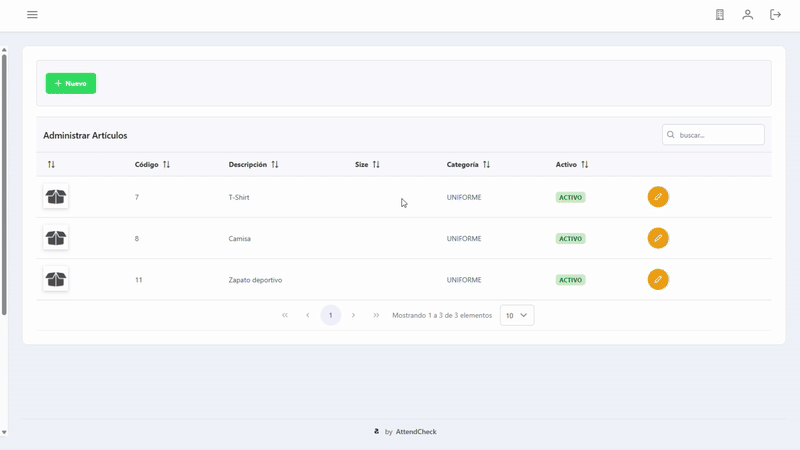 Nuevo
Administrar Artículos
buscar...
Código Descripción Size Categoría Activo
7 T-Shirt UNIFORME ACTIVO
8 Camisa UNIFORME ACTIVO
11 Zapato deportivo UNIFORME ACTIVO
1 Mostrando 1 a 3 de 3 elementos 10
by AttendCheck